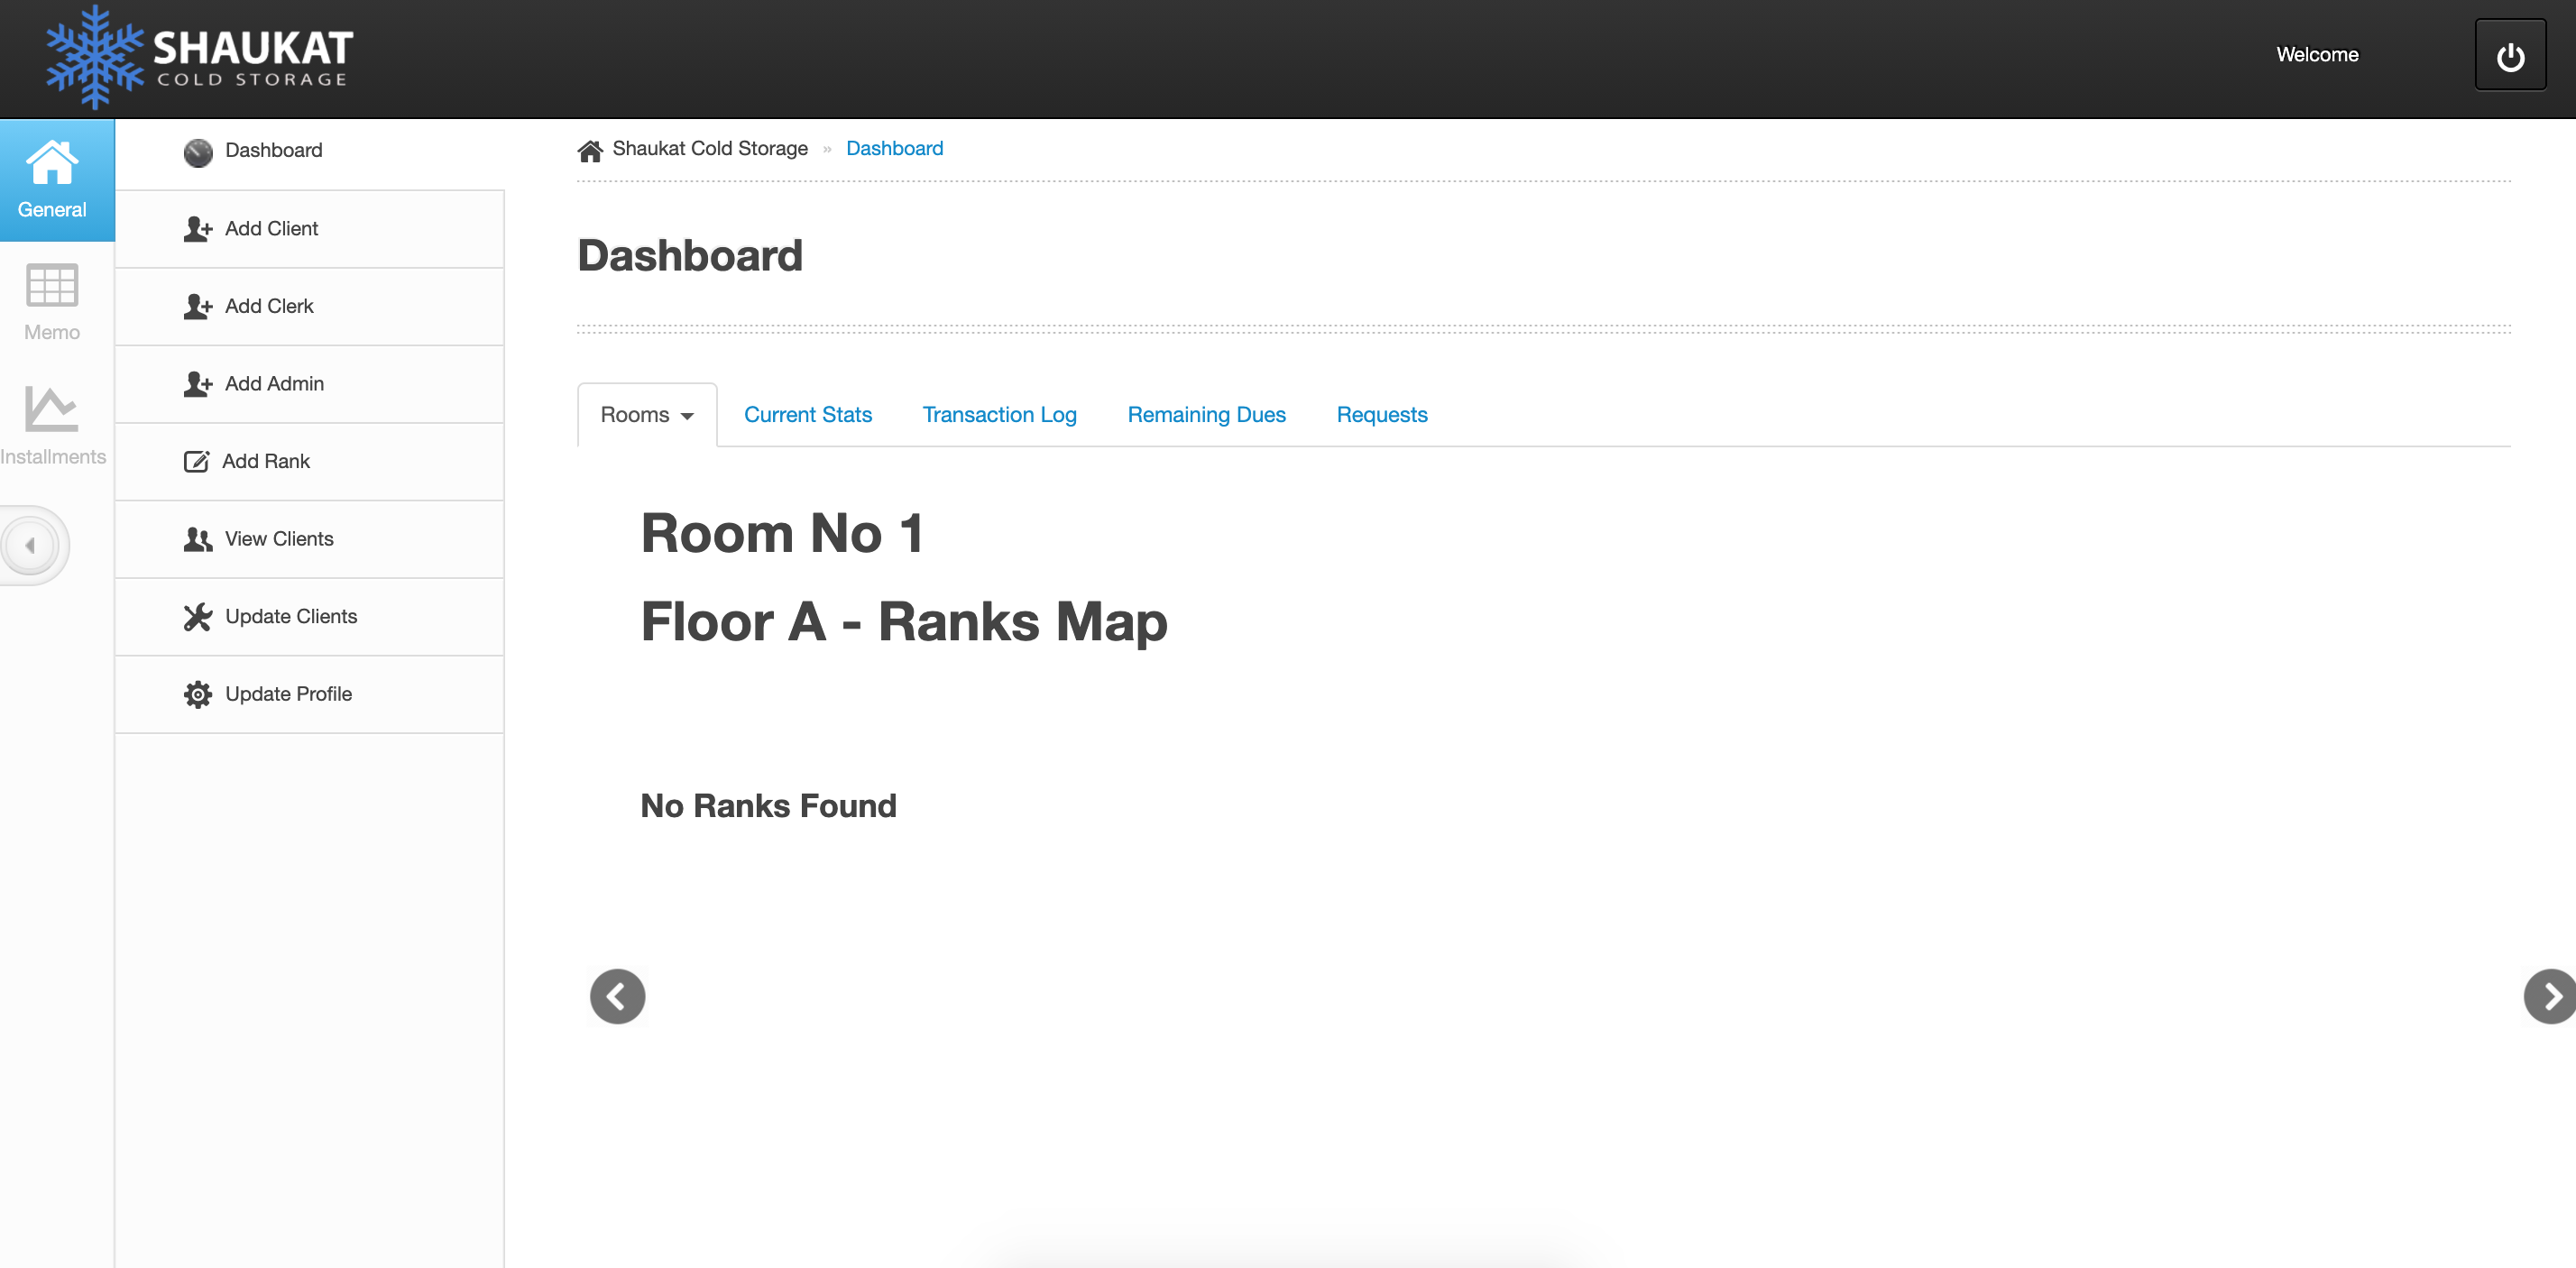 SHAUKAT
COLD STORAGE
Welcome
General
Memo
Installments
Dashboard
Add Client
Add Clerk
Add Admin
Add Rank
View Clients
Update Clients
Update Profile
Shaukat Cold Storage » Dashboard
Dashboard
Rooms Current Stats Transaction Log Remaining Dues Requests
Room No 1
Floor A - Ranks Map
No Ranks Found